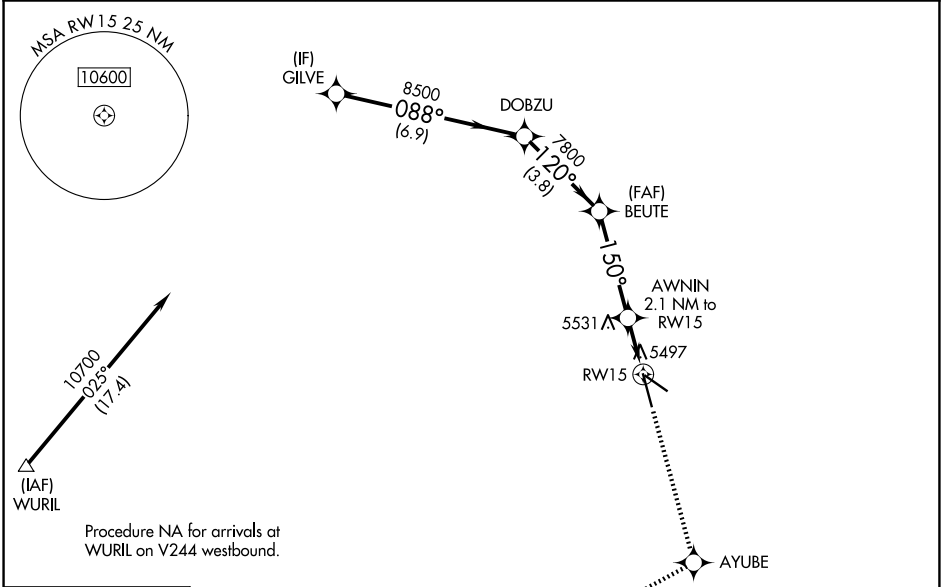 MSA RW15 25 NM
10600
(IF)
GILVE
8500
088°
(6.9)
DOBZU
7800
120°
(3.8)
(FAF)
BEUTE
150°
AWNIN
2.1 NM to
RW15
5531
5497
RW15
10700
025°
(17.4)
(IAF)
WURIL
Procedure NA for arrivals at
WURIL on V244 westbound.
AYUBE